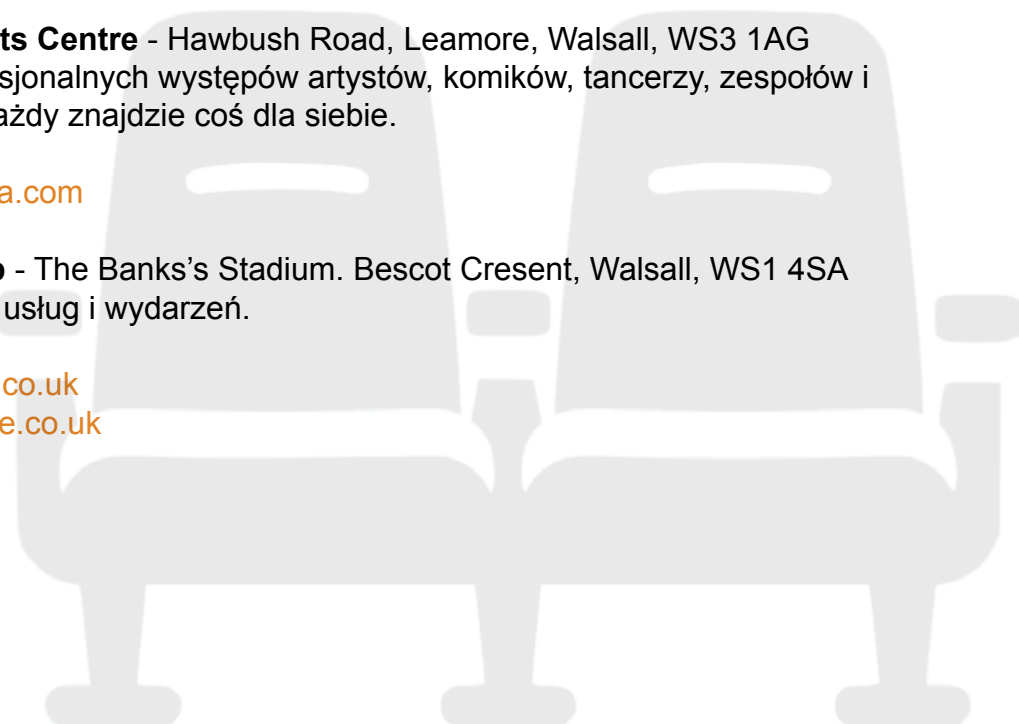 ts Centre - Hawbush Road, Leamore, Walsall, WS3 1AG
sjonalnych występów artystów, komików, tancerzy, zespołów i
ażdy znajdzie coś dla siebie.
a.com
- The Banks's Stadium. Bescot Cresent, Walsall, WS1 4SA
usług i wydarzeń.
co.uk
e.co.uk